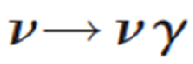 ν → ν γ